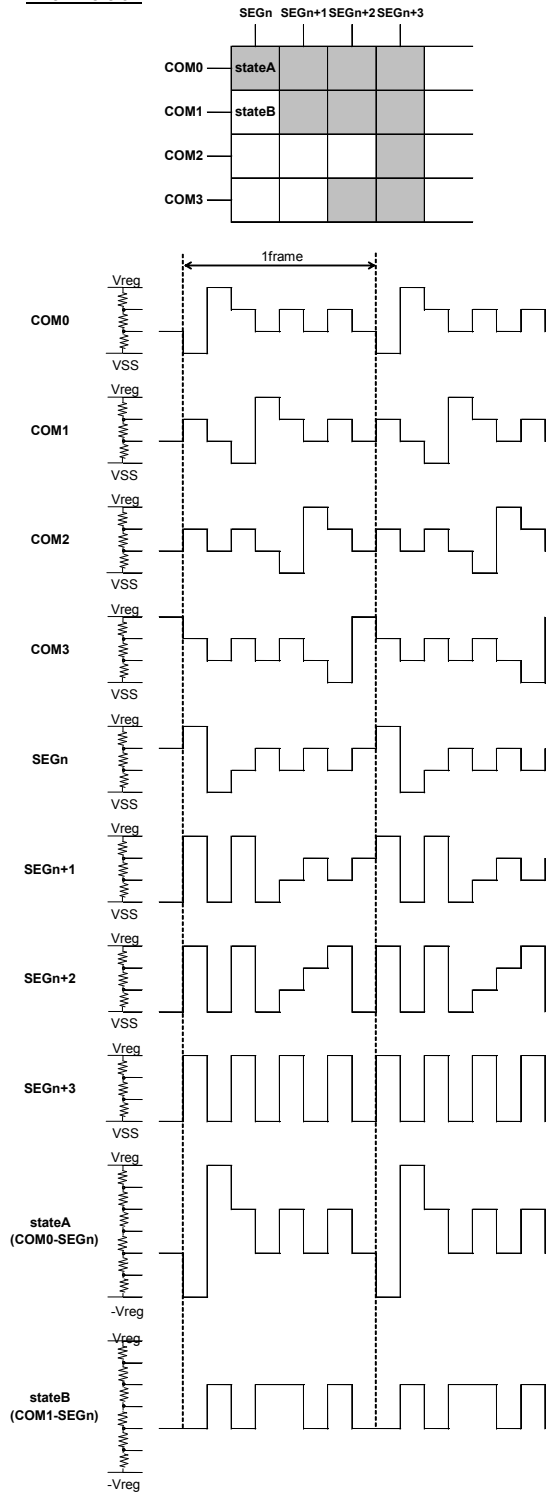 SEGn SEGn+1 SEGn+2 SEGn+3
COM0 stateA
COM1 stateB
COM2
COM3
1frame
Vreg
COM0
VSS
Vreg
COM1
VSS
Vreg
COM2
VSS
Vreg
COM3
VSS
Vreg
SEGn
VSS
Vreg
SEGn+1
VSS
Vreg
SEGn+2
VSS
Vreg
SEGn+3
VSS
Vreg
stateA
(COM0-SEGn)
-Vreg
Vreg
stateB
(COM1-SEGn)
-Vreg